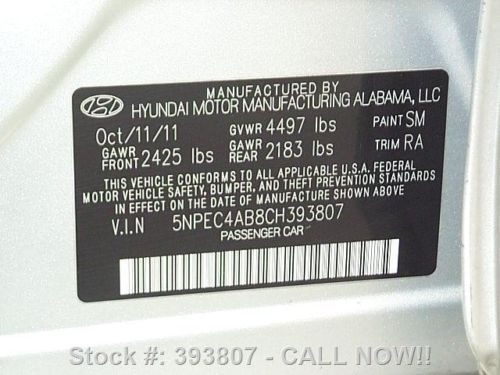 MANUFACTURED BY
HYUNDAI MOTOR MANUFACTURING ALABAMA, LLC
Oct/11/11 GVWR 4497 lbs PAINT SM
GAWR FRONT 2425 lbs GAWR REAR 2183 lbs TRIM RA
THIS VEHICLE CONFORMS TO ALL APPLICABLE U.S.A. FEDERAL
MOTOR VEHICLE SAFETY, BUMPER, AND THEFT PREVENTION STANDARDS
IN EFFECT ON THE DATE OF MANUFACTURE SHOWN ABOVE.
V.I.N 5NPEC4AB8CH393807
PASSENGER CAR
Stock #: 393807 - CALL NOW!!